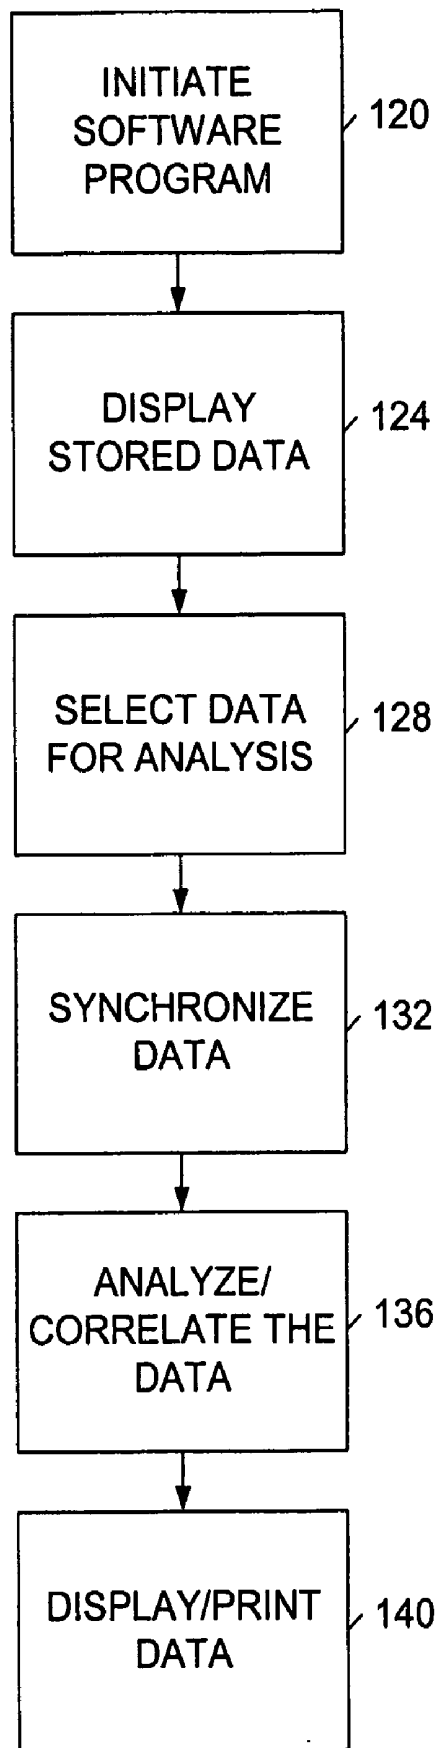 INITIATE
SOFTWARE
PROGRAM
120
DISPLAY
STORED DATA
124
SELECT DATA
FOR ANALYSIS
128
SYNCHRONIZE
DATA
132
ANALYZE/
CORRELATE THE
DATA
136
DISPLAY/PRINT
DATA
140